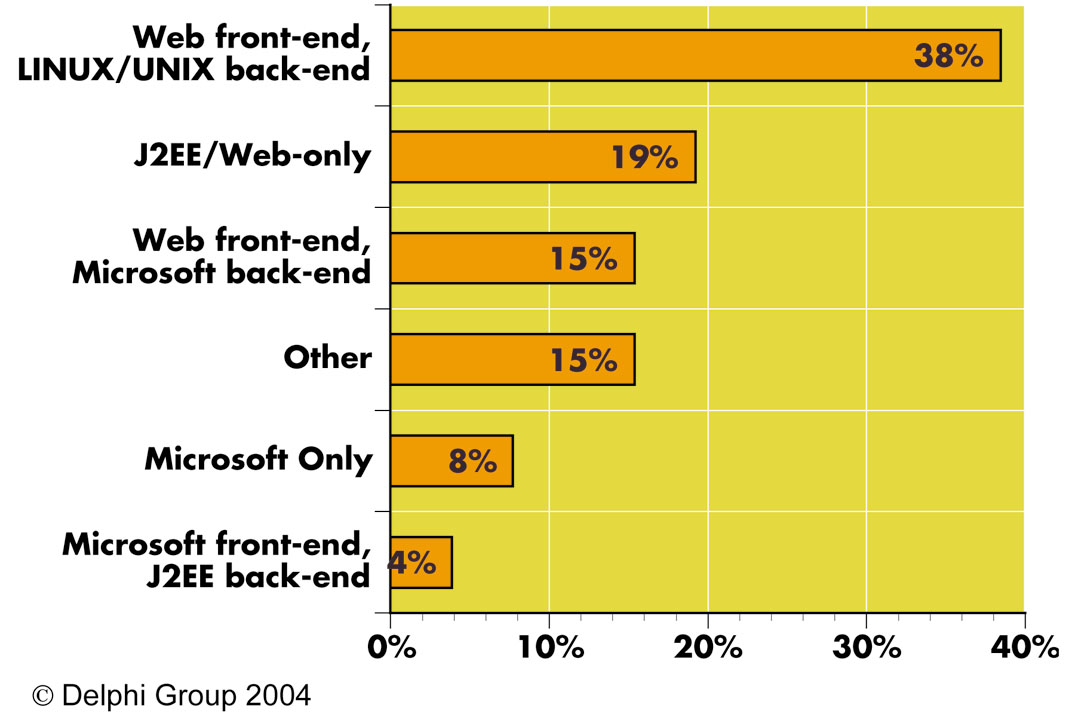 Web front-end,
LINUX/UNIX back-end
38%
J2EE/Web-only
19%
Web front-end,
Microsoft back-end
15%
Other
15%
Microsoft Only
8%
Microsoft front-end,
J2EE back-end
4%
0% 10% 20% 30% 40%
© Delphi Group 2004